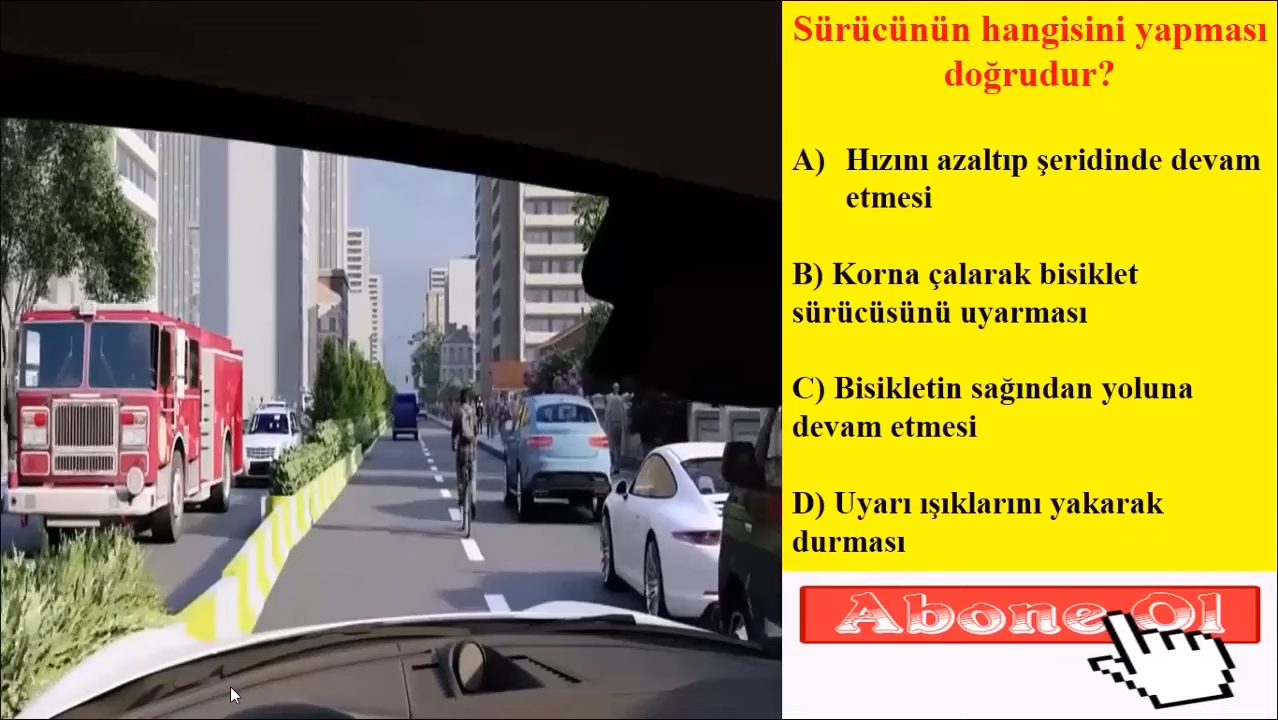 Sürücünün hangisini yapması
doğrudur?
A) Hızını azaltıp şeridinde devam
etmesi
B) Korna çalarak bisiklet
sürücüsünü uyarması
C) Bisikletin sağından yoluna
devam etmesi
D) Uyarı ışıklarını yakarak
durması
Abone Ol